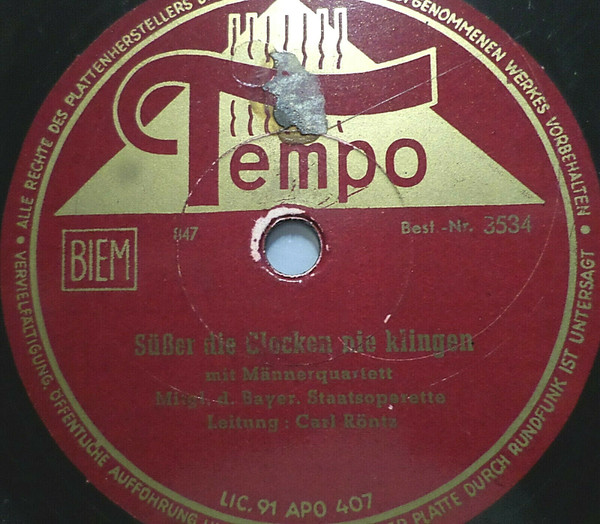 ALLE RECHTE DES PLATTENHERSTELLERS
GENOMMENEN WERKES VORBEHALTEN
Tempo
847
Best.-Nr. 3534
BIEM
Süßer die Glocken nie klingen
mit Männerquartett
Mitgl. d. Bayer. Staatsoperette
Leitung : Carl Röntz
LIC. 91 APO 407
VERVIELFÄLTIGUNG, ÖFFENTLICHE AUFFÜHRUNG
PLATTE DURCH RUNDFUNK IST UNTERSAGT